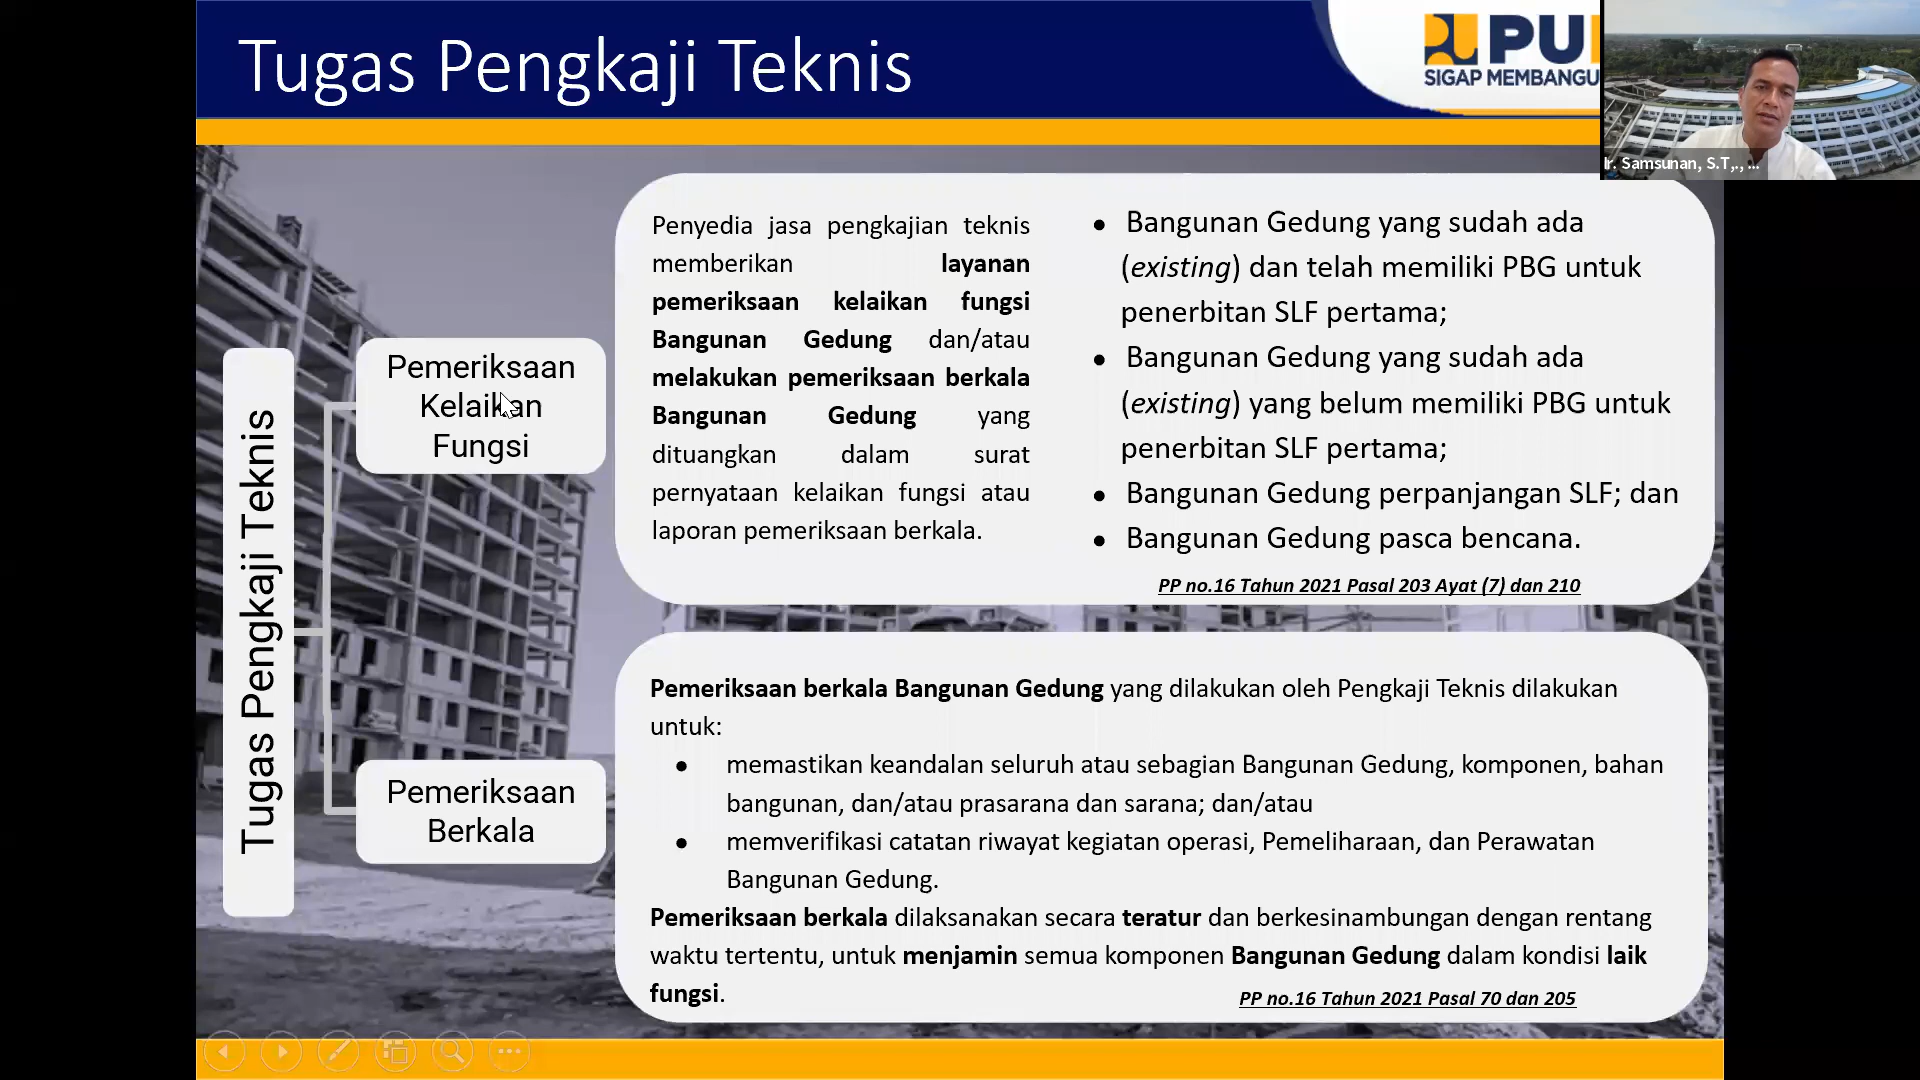 Tugas Pengkaji Teknis
PU
SIGAP MEMBANGU
Ir. Samsunan, S.T,., ...
Tugas Pengkaji Teknis
Pemeriksaan
Kelaikan
Fungsi
Penyedia jasa pengkajian teknis
memberikan layanan
pemeriksaan kelaikan fungsi
Bangunan Gedung dan/atau
melakukan pemeriksaan berkala
Bangunan Gedung yang
dituangkan dalam surat
pernyataan kelaikan fungsi atau
laporan pemeriksaan berkala.
● Bangunan Gedung yang sudah ada
(existing) dan telah memiliki PBG untuk
penerbitan SLF pertama;
● Bangunan Gedung yang sudah ada
(existing) yang belum memiliki PBG untuk
penerbitan SLF pertama;
● Bangunan Gedung perpanjangan SLF; dan
● Bangunan Gedung pasca bencana.
PP no.16 Tahun 2021 Pasal 203 Ayat (7) dan 210
Pemeriksaan
Berkala
Pemeriksaan berkala Bangunan Gedung yang dilakukan oleh Pengkaji Teknis dilakukan
untuk:
● memastikan keandalan seluruh atau sebagian Bangunan Gedung, komponen, bahan
bangunan, dan/atau prasarana dan sarana; dan/atau
● memverifikasi catatan riwayat kegiatan operasi, Pemeliharaan, dan Perawatan
Bangunan Gedung.
Pemeriksaan berkala dilaksanakan secara teratur dan berkesinambungan dengan rentang
waktu tertentu, untuk menjamin semua komponen Bangunan Gedung dalam kondisi laik
fungsi.
PP no.16 Tahun 2021 Pasal 70 dan 205